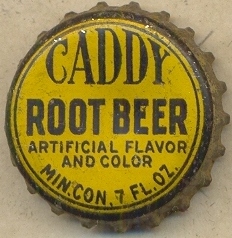 CADDY
ROOT BEER
ARTIFICIAL FLAVOR
AND COLOR
MIN.CON. 7 FL.OZ.